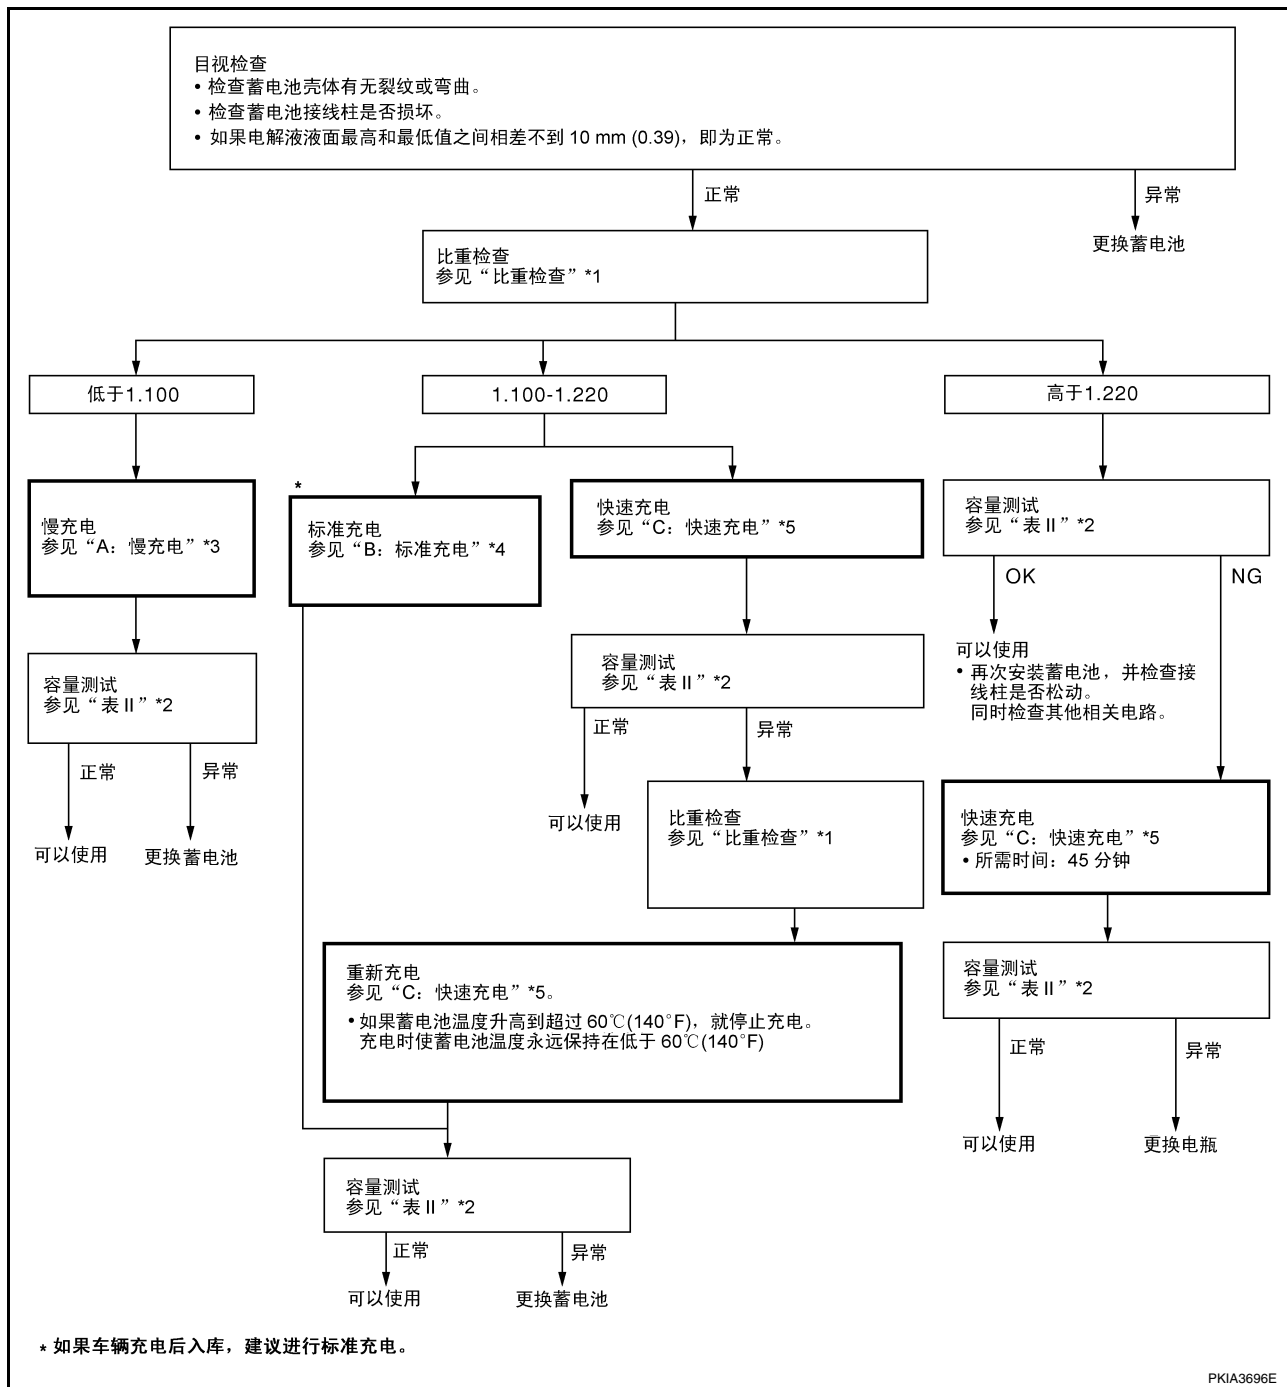 目视检查
• 检查蓄电池壳体有无裂纹或弯曲。
• 检查蓄电池接线柱是否损坏。
• 如果电解液液面最高和最低值之间相差不到 10 mm (0.39)，即为正常。
正常
异常
更换蓄电池
比重检查
参见“比重检查”*1
低于1.100
1.100-1.220
高于1.220
*
慢充电
参见“A：慢充电”*3
标准充电
参见“B：标准充电”*4
快速充电
参见“C：快速充电”*5
容量测试
参见“表 II”*2
OK
NG
可以使用
• 再次安装蓄电池，并检查接
线柱是否松动。
同时检查其他相关电路。
容量测试
参见“表 II”*2
正常
异常
可以使用
更换蓄电池
容量测试
参见“表 II”*2
正常
异常
可以使用
比重检查
参见“比重检查”*1
快速充电
参见“C：快速充电”*5
• 所需时间：45 分钟
重新充电
参见“C：快速充电”*5。
• 如果蓄电池温度升高到超过 60℃(140°F)，就停止充电。
充电时使蓄电池温度永远保持在低于 60℃(140°F)
容量测试
参见“表 II”*2
正常
异常
可以使用
更换电瓶
容量测试
参见“表 II”*2
正常
异常
可以使用
更换蓄电池
* 如果车辆充电后入库，建议进行标准充电。
PKIA3696E